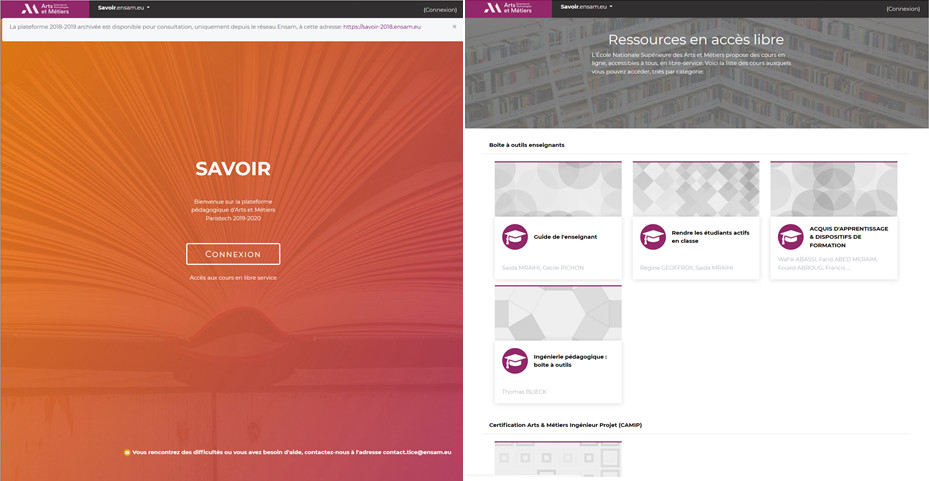 Arts
et Métiers
Savoir.ensam.eu
(Connexion)
La plateforme 2018-2019 archivée est disponible pour consultation, uniquement depuis le réseau Ensam, à cette adresse: https://savoir-2018.ensam.eu
×
SAVOIR
Bienvenue sur la plateforme
pédagogique d'Arts et Métiers
Paristech 2019-2020
CONNEXION
Accès aux cours en libre service
Vous rencontrez des difficultés ou vous avez besoin d'aide, contactez-nous à l'adresse contact.tice@ensam.eu
Arts
et Métiers
Savoir.ensam.eu
(Connexion)
Ressources en accès libre
L'École Nationale Supérieure des Arts et Métiers propose des cours en
ligne, accessibles à tous, en libre-service. Voici la liste des cours auxques
vous pouvez accéder, triés par catégorie:
Boite à outils enseignants
Guide de l'enseignant
Saida MRAIHI, Cecile PICHON
Rendre les étudiants actifs
en classe
Régine GEOFFROY, Saida MRAIHI
ACQUIS D'APPRENTISSAGE
& DISPOSITIFS DE
FORMATION
ABASSI, Farid ABED MERAIM,
Fouard ARROUG, Francis ...
Ingénierie pédagogique :
boite à outils
Thomas BLIECK
Certification Arts & Métiers Ingénieur Projet (CAMIP)